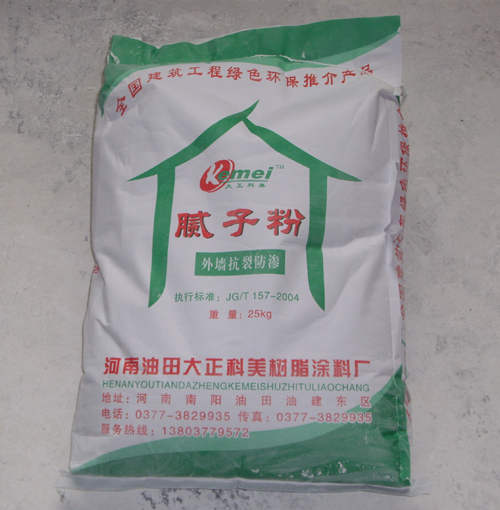 全国建筑工程绿色环保推介产品
Kemei™
大正科美
腻子粉
外墙抗裂防渗
执行标准：JG/T 157-2004
重 量：25kg
河南油田大正科美树脂涂料厂
HENANYOUTIANDAZHENGKEMEISHUZHITULIAOCHANG
地址：河南南阳油田油建东区
电话：0377-3829935 传真：0377-3829935
服务热线：13803779572